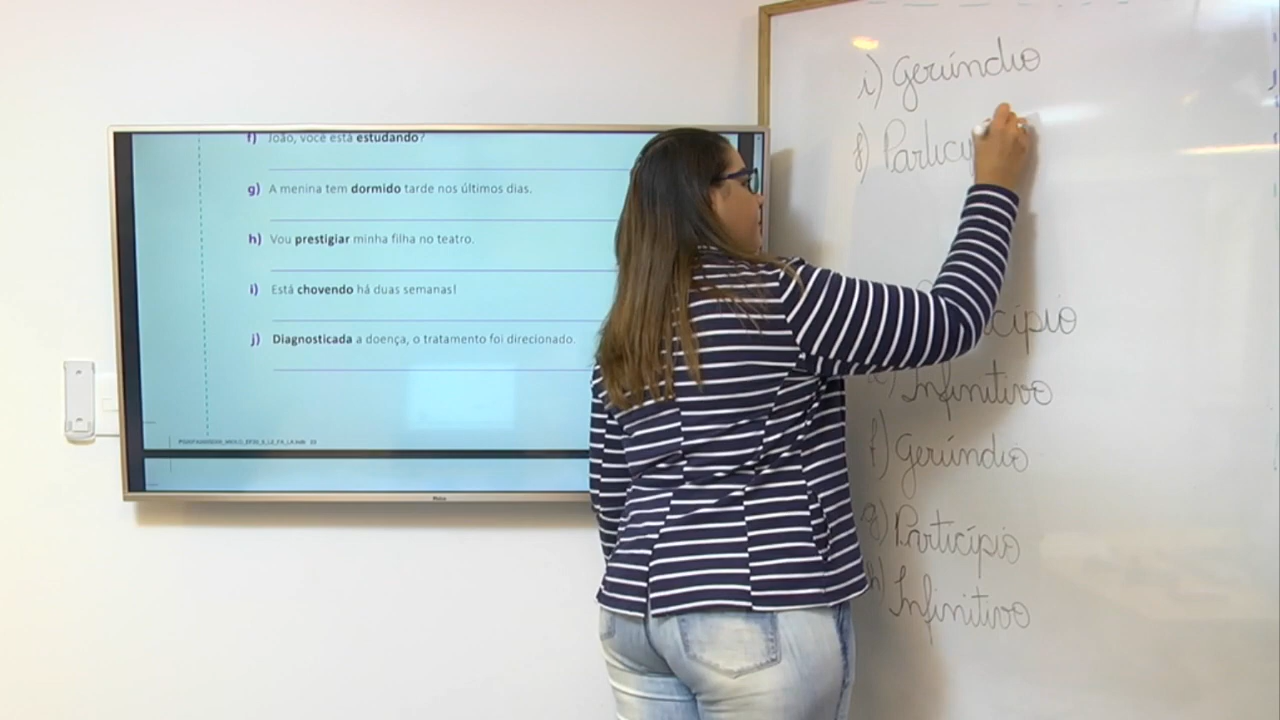 f) João, você está estudando?
g) A menina tem dormido tarde nos últimos dias.
h) Vou prestigiar minha filha no teatro.
i) Está chovendo há duas semanas!
j) Diagnosticada a doença, o tratamento foi direcionado.
Philco
i) Gerúndio
j) Particí
cípio
e) Infinitivo
f) Gerúndio
g) Particípio
h) Infinitivo